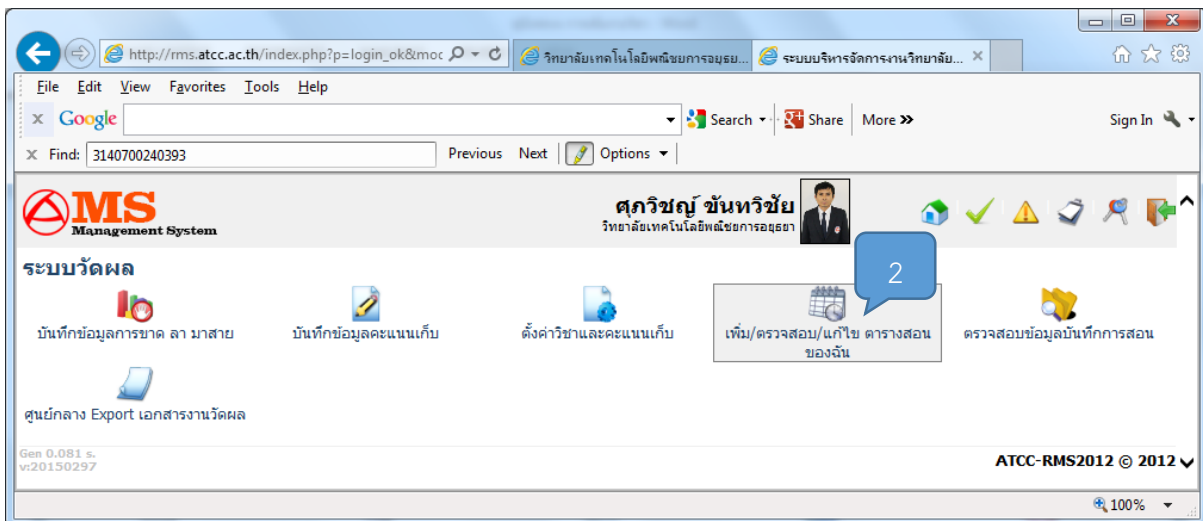 http://rms.atcc.ac.th/index.php?p=login_ok&moc
วิทยาลัยเทคโนโลยีพณิชยการอยุธย...
ระบบบริหารจัดการงานวิทยาลัย...
File Edit View Favorites Tools Help
x Google Search Share More >> Sign In
x Find: 3140700240393 Previous Next Options
RMS
Management System
ศุภวิชญ์ ขันทวิชัย
วิทยาลัยเทคโนโลยีพณิชยการอยุธยา
ระบบวัดผล
2
บันทึกข้อมูลการขาด ลา มาสาย
บันทึกข้อมูลคะแนนเก็บ
ตั้งค่าวิชาและคะแนนเก็บ
เพิ่ม/ตรวจสอบ/แก้ไข ตารางสอน
ของฉัน
ตรวจสอบข้อมูลบันทึกการสอน
ศูนย์กลาง Export เอกสารงานวัดผล
Gen 0.081 s.
v:20150297
ATCC-RMS2012 © 2012
100%